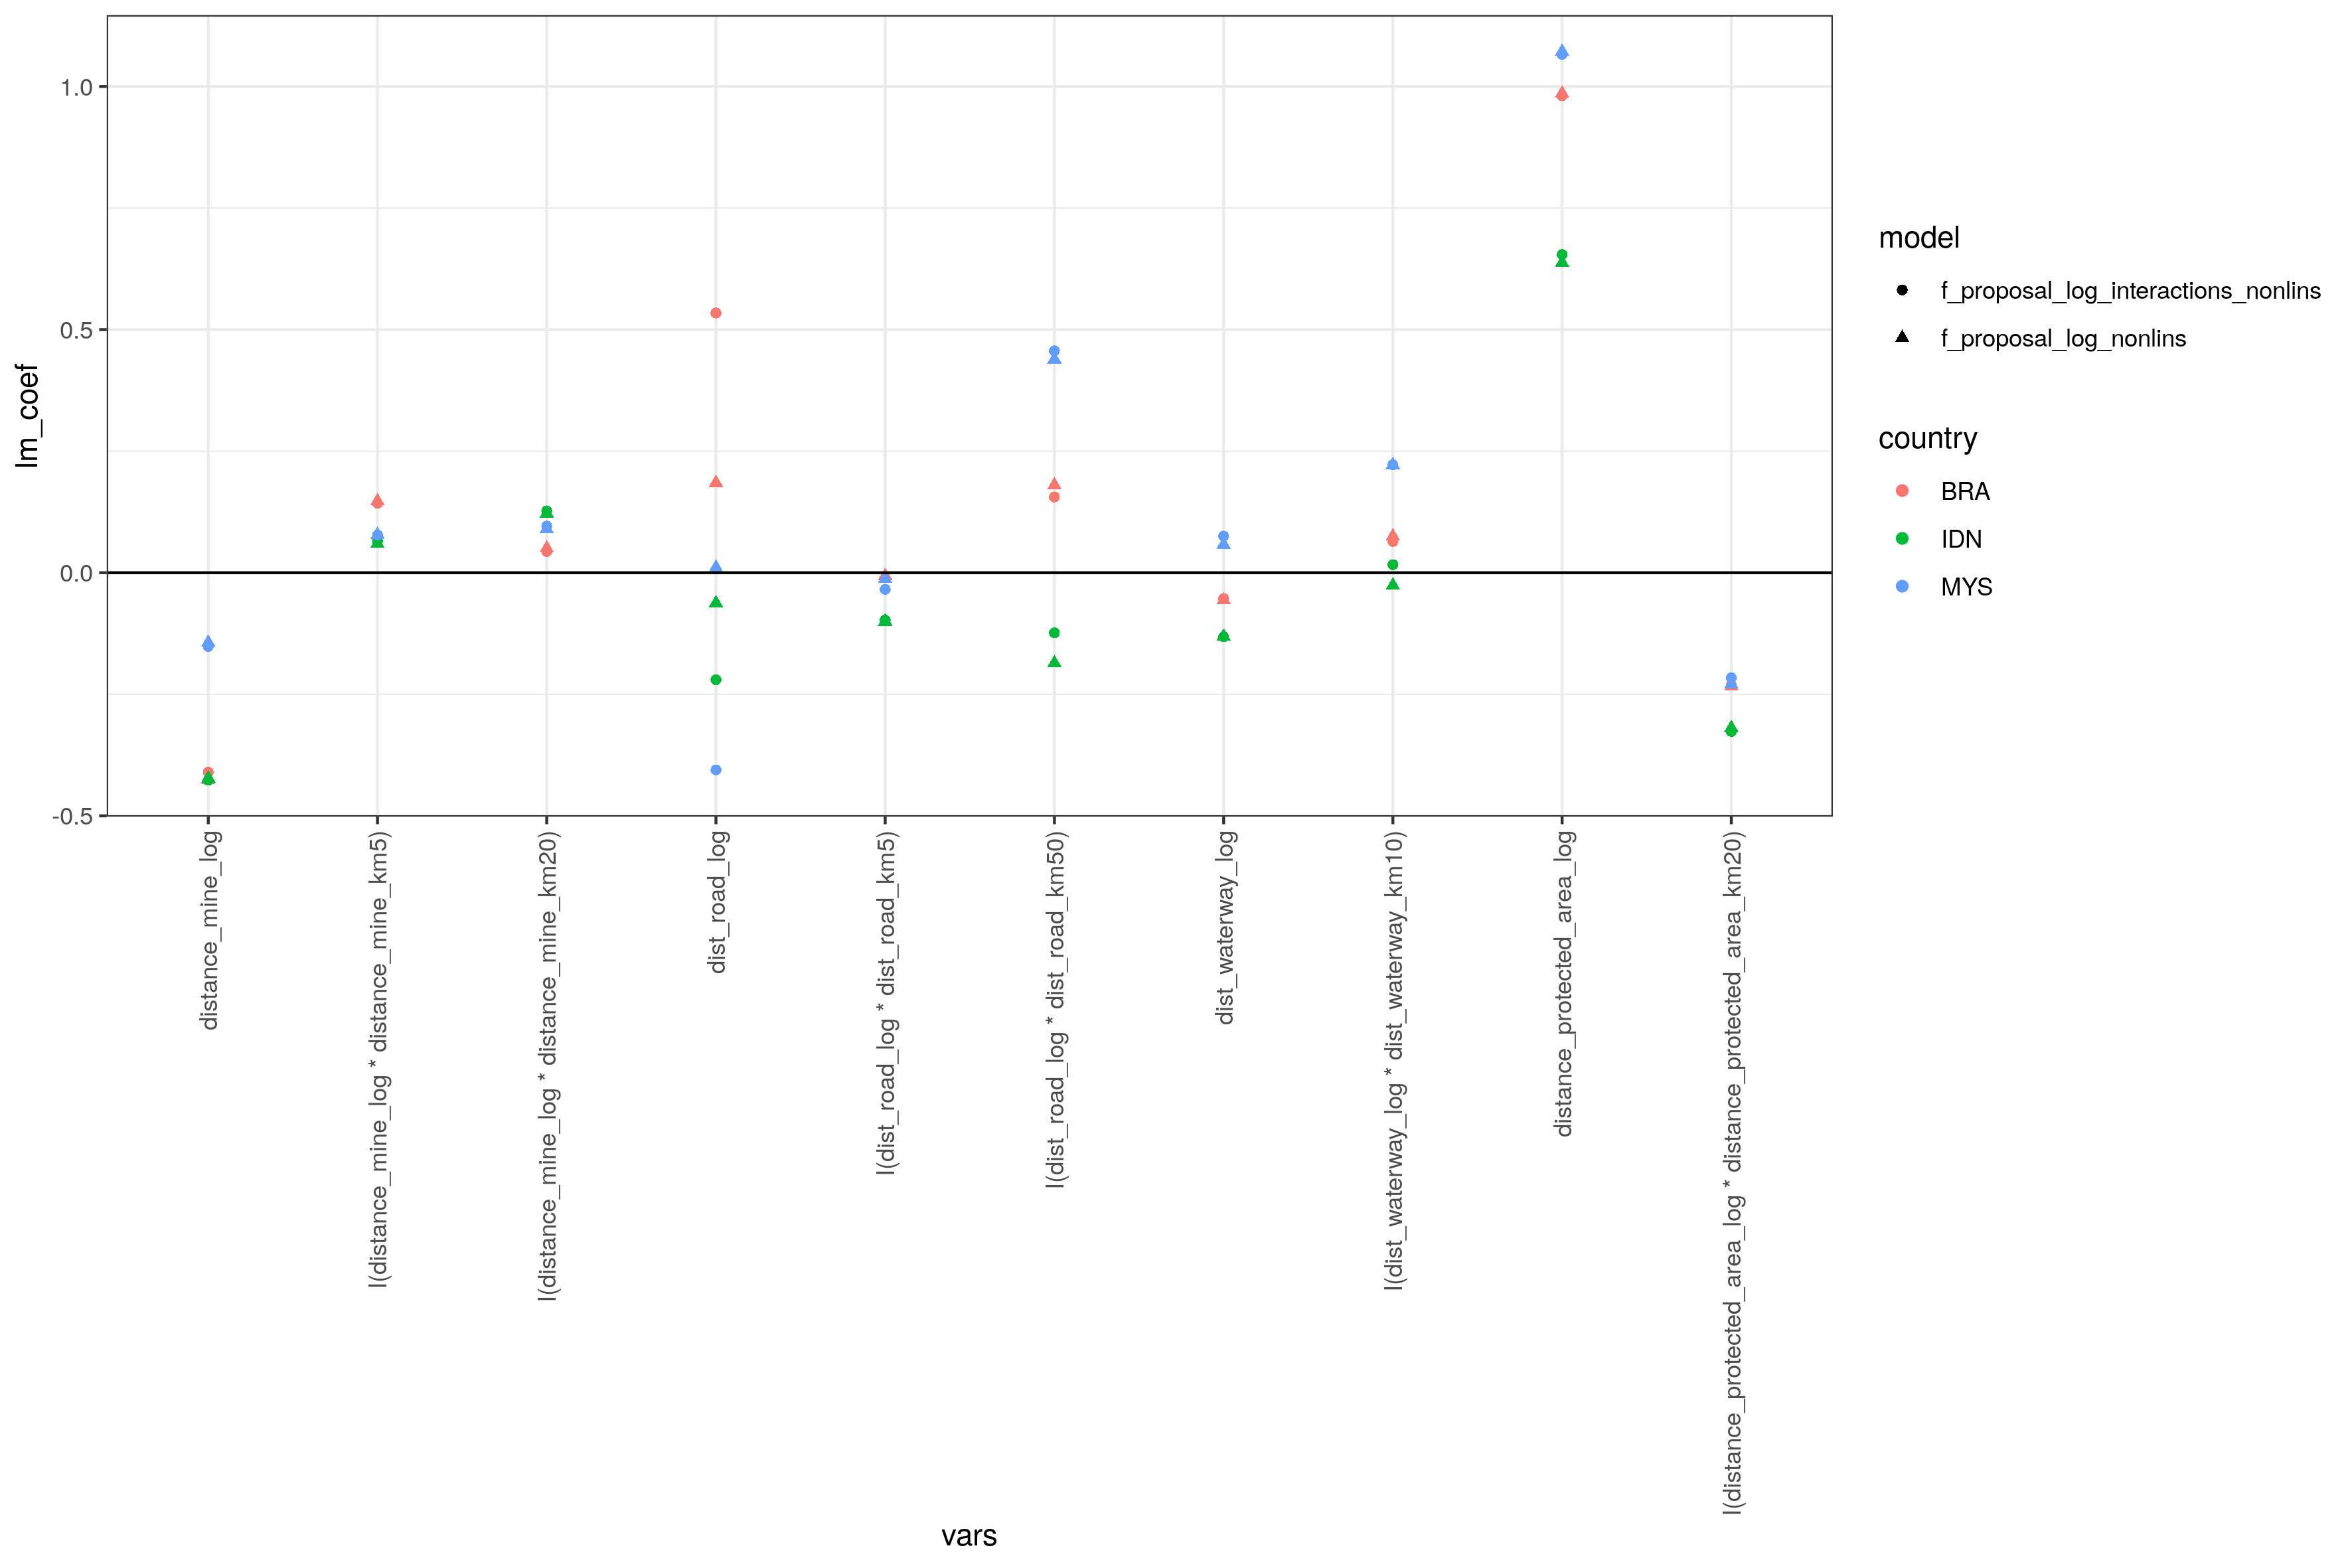 lm_coef
1.0
0.5
0.0
-0.5
distance_mine_log
I(distance_mine_log * distance_mine_km5)
I(distance_mine_log * distance_mine_km20)
dist_road_log
I(dist_road_log * dist_road_km5)
I(dist_road_log * dist_road_km50)
dist_waterway_log
I(dist_waterway_log * dist_waterway_km10)
distance_protected_area_log
I(distance_protected_area_log * distance_protected_area_km20)
vars
model
f_proposal_log_interactions_nonlins
f_proposal_log_nonlins
country
BRA
IDN
MYS